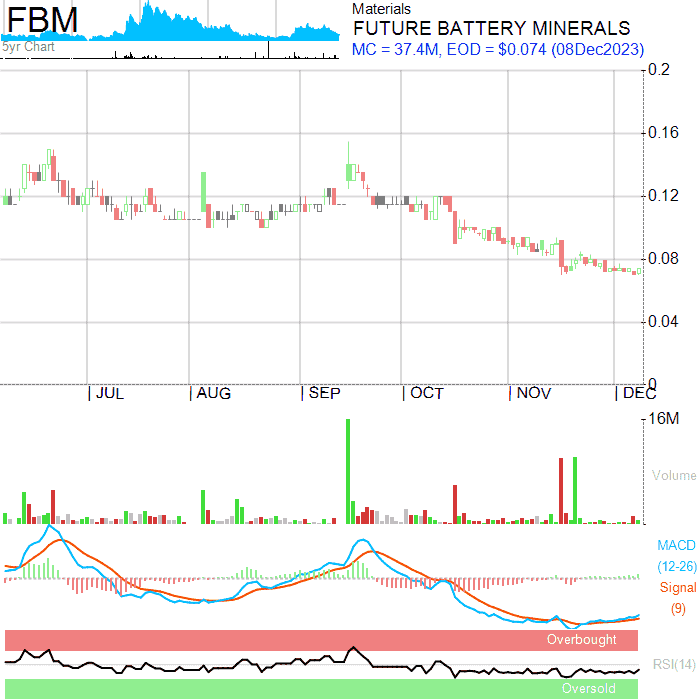 FBM
5yr Chart
Materials
FUTURE BATTERY MINERALS
MC = 37.4M, EOD = $0.074 (08Dec2023)
0.2
0.16
0.12
0.08
0.04
0
JUL
AUG
SEP
OCT
NOV
DEC
16M
Volume
MACD
(12-26)
Signal
(9)
Overbought
RSI(14)
Oversold